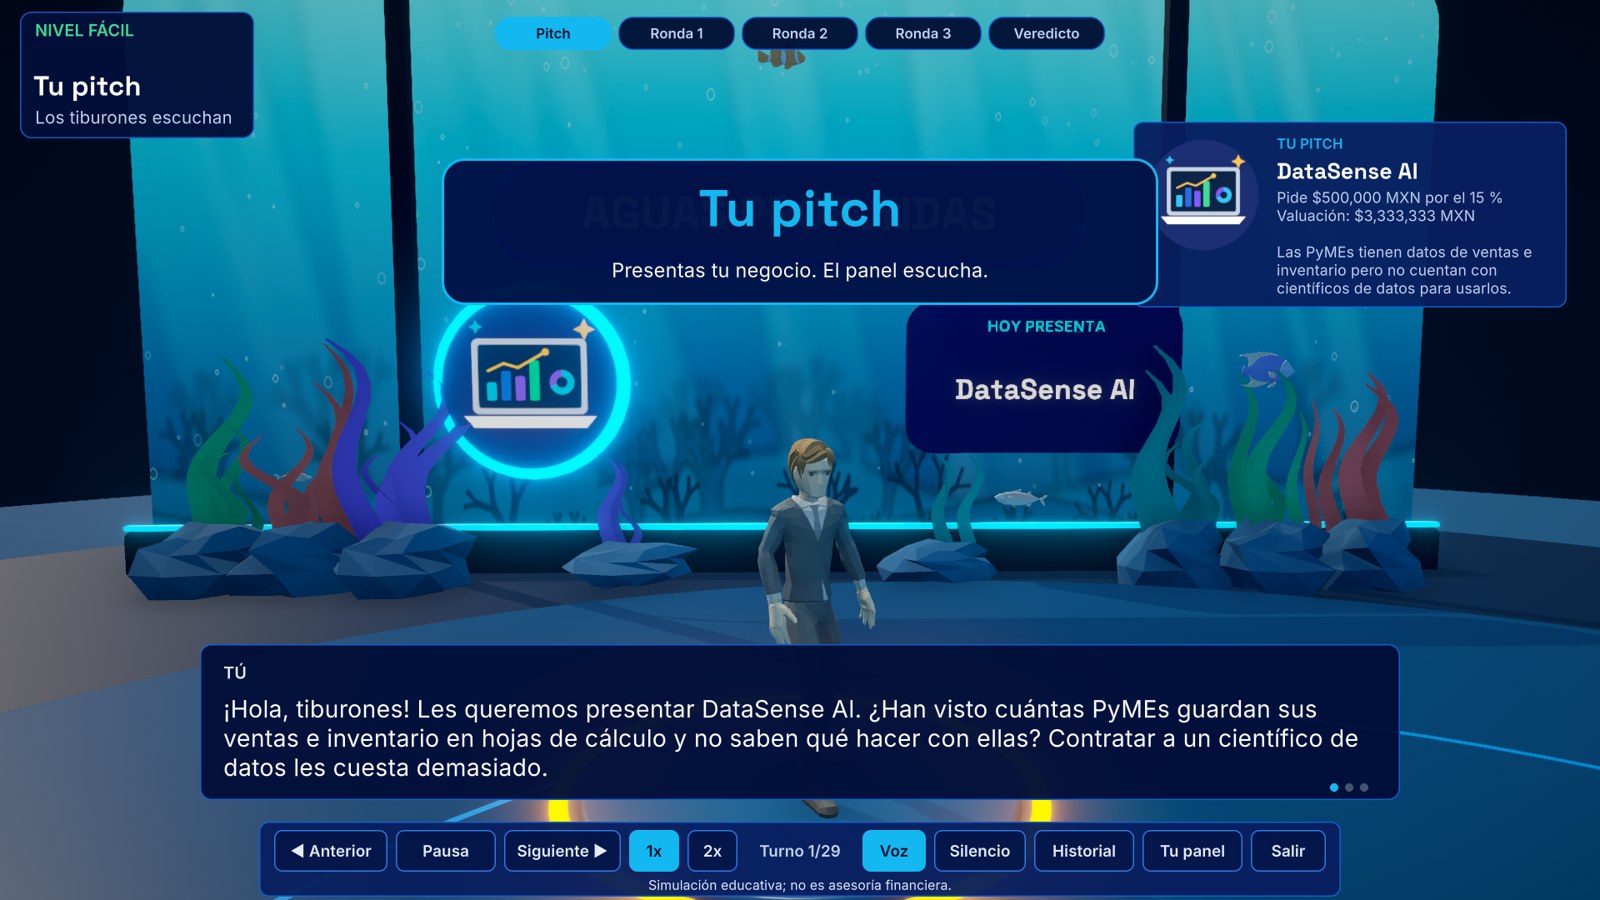 NIVEL FÁCIL
Tu pitch
Los tiburones escuchan
Pitch
Ronda 1
Ronda 2
Ronda 3
Veredicto
TU PITCH
DataSense AI
Pide $500,000 MXN por el 15 %
Valuación: $3,333,333 MXN
Las PyMEs tienen datos de ventas e
inventario pero no cuentan con
científicos de datos para usarlos.
Tu pitch
Presentas tu negocio. El panel escucha.
HOY PRESENTA
DataSense AI
TÚ
¡Hola, tiburones! Les queremos presentar DataSense AI. ¿Han visto cuántas PyMEs guardan sus
ventas e inventario en hojas de cálculo y no saben qué hacer con ellas? Contratar a un científico de
datos les cuesta demasiado.
◀ Anterior
Pausa
Siguiente ▶
1x
2x
Turno 1/29
Voz
Silencio
Historial
Tu panel
Salir
Simulación educativa; no es asesoría financiera.